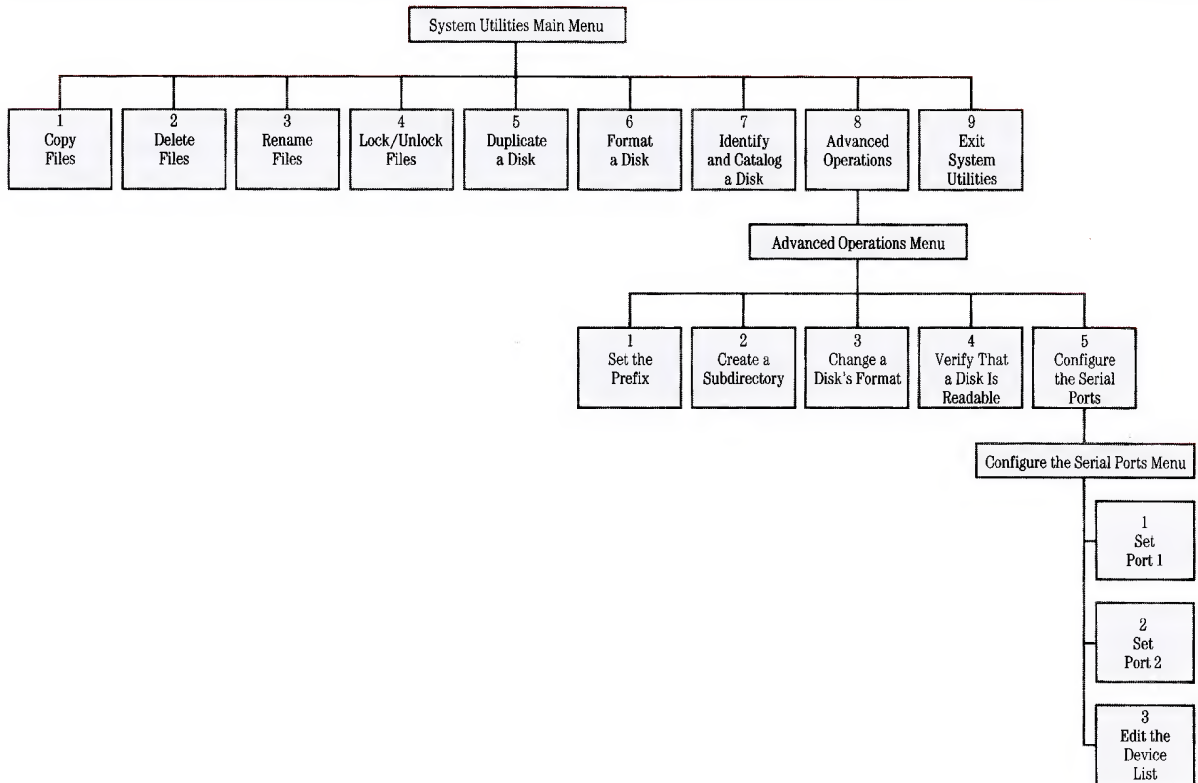 System Utilities Main Menu
1
Copy
Files
2
Delete
Files
3
Rename
Files
4
Lock/Unlock
Files
5
Duplicate
a Disk
6
Format
a Disk
7
Identify
and Catalog
a Disk
8
Advanced
Operations
9
Exit
System
Utilities
Advanced Operations Menu
1
Set the
Prefix
2
Create a
Subdirectory
3
Change a
Disk's Format
4
Verify That
a Disk Is
Readable
5
Configure
the Serial
Ports
Configure the Serial Ports Menu
1
Set
Port 1
2
Set
Port 2
3
Edit the
Device
List